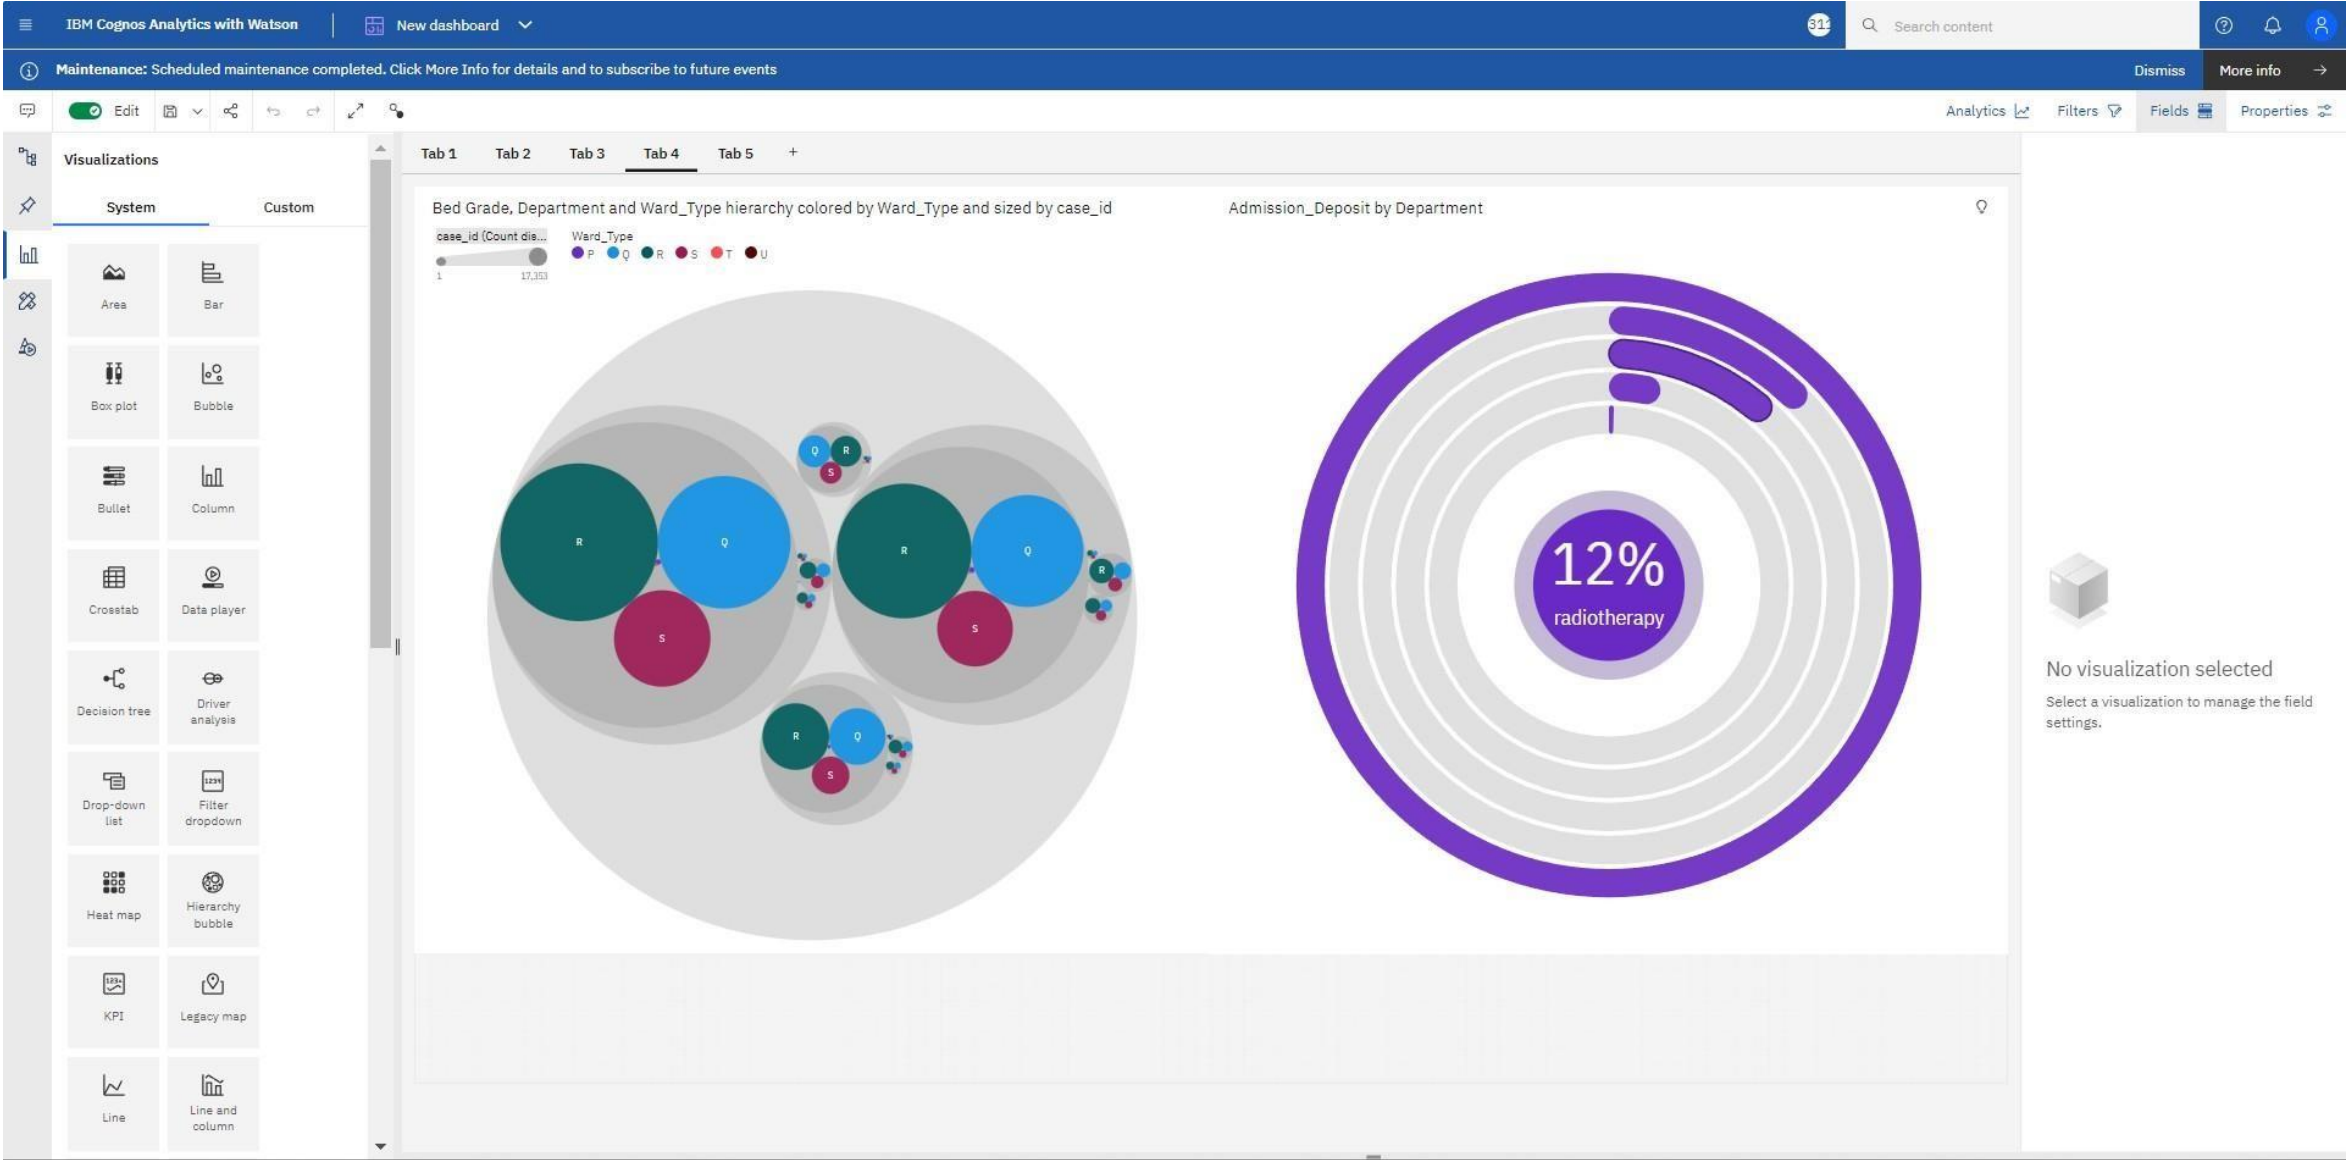 IBM Cognos Analytics with Watson
New dashboard
Search content
Maintenance: Scheduled maintenance completed. Click More Info for details and to subscribe to future events
Dismiss
More info
Edit
Analytics
Filters
Fields
Properties
Visualizations
System
Custom
Area
Bar
Box plot
Bubble
Bullet
Column
Crosstab
Data player
Decision tree
Driver
analysis
Drop-down
list
Filter
dropdown
Heat map
Hierarchy
bubble
KPI
Legacy map
Line
Line and
column
Tab 1
Tab 2
Tab 3
Tab 4
Tab 5
+
Bed Grade, Department and Ward_Type hierarchy colored by Ward_Type and sized by case_id
case_id (Count dis...
1
17,353
Ward_Type
P
Q
R
S
T
U
Q
R
S
R
Q
S
R
Q
S
R
R
Q
S
Admission_Deposit by Department
12%
radiotherapy
No visualization selected
Select a visualization to manage the field
settings.